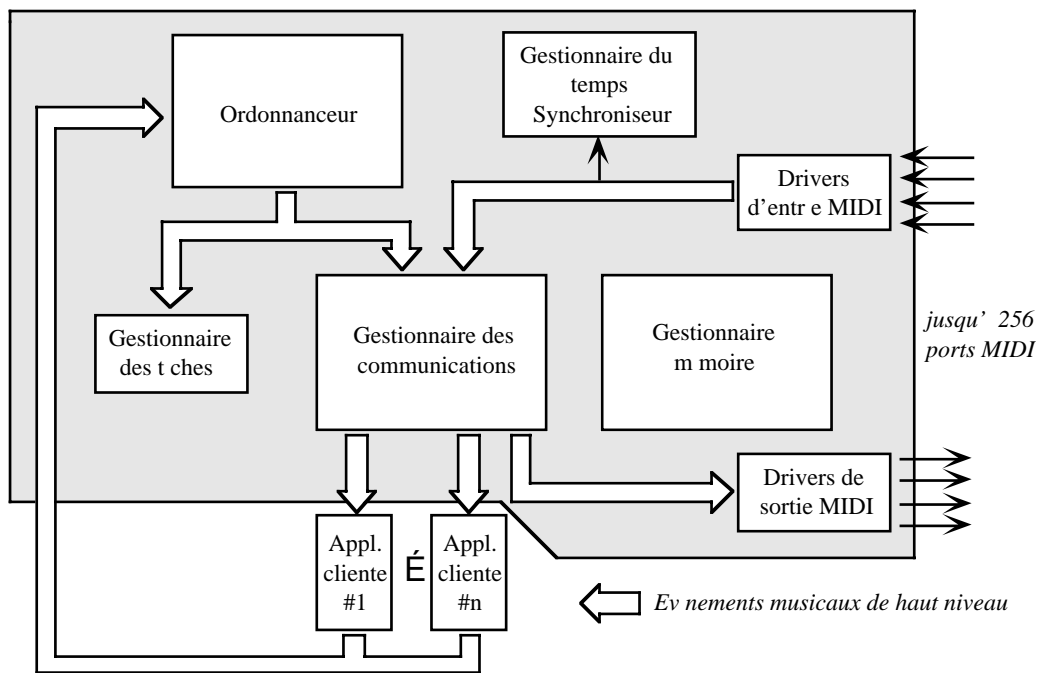 Gestionnaire du
temps
Synchroniseur
Ordonnanceur
Drivers
d'entr e MIDI
Gestionnaire
des t ches
Gestionnaire des
communications
Gestionnaire
m moire
jusqu' 256
ports MIDI
Drivers de
sortie MIDI
Appl.
cliente
#1
É
Appl.
cliente
#n
Ev nements musicaux de haut niveau